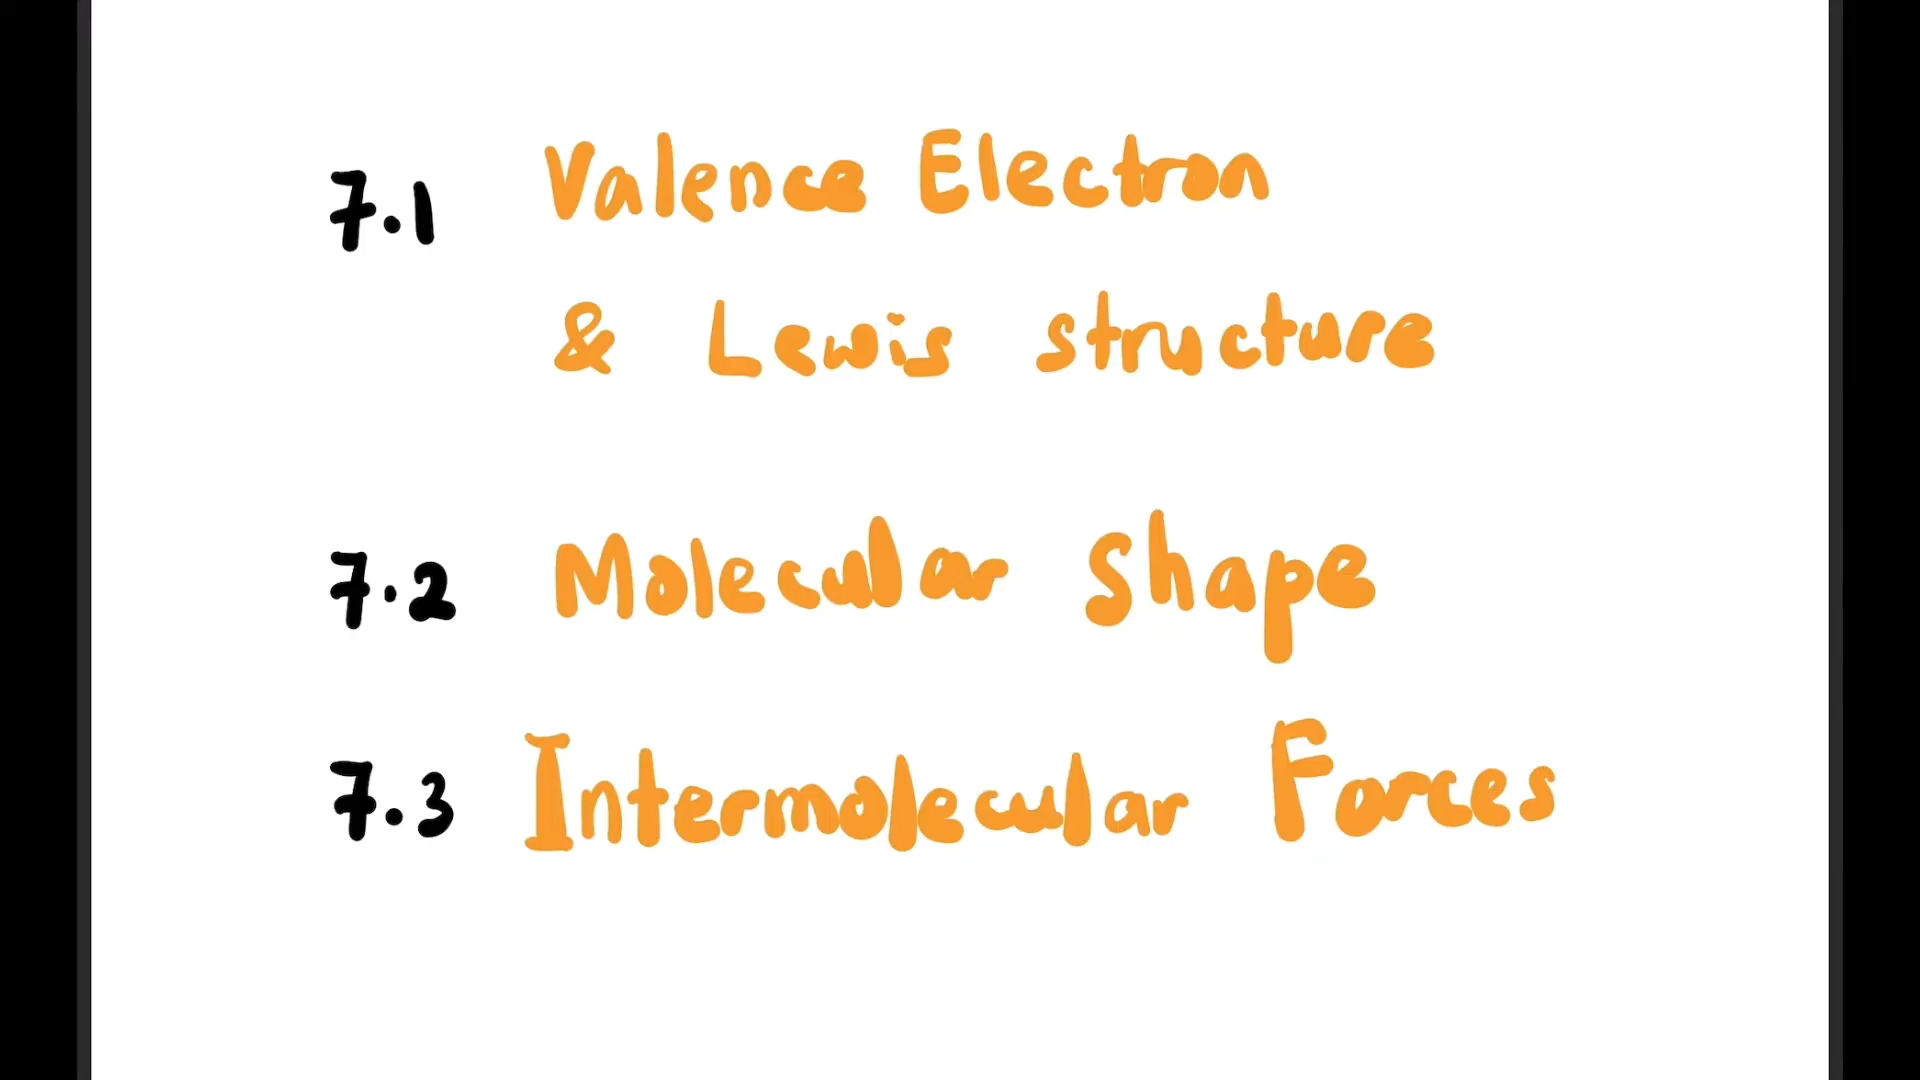 7.1 Valence Electron
& Lewis structure
7.2 Molecular shape
7.3 Intermolecular Forces